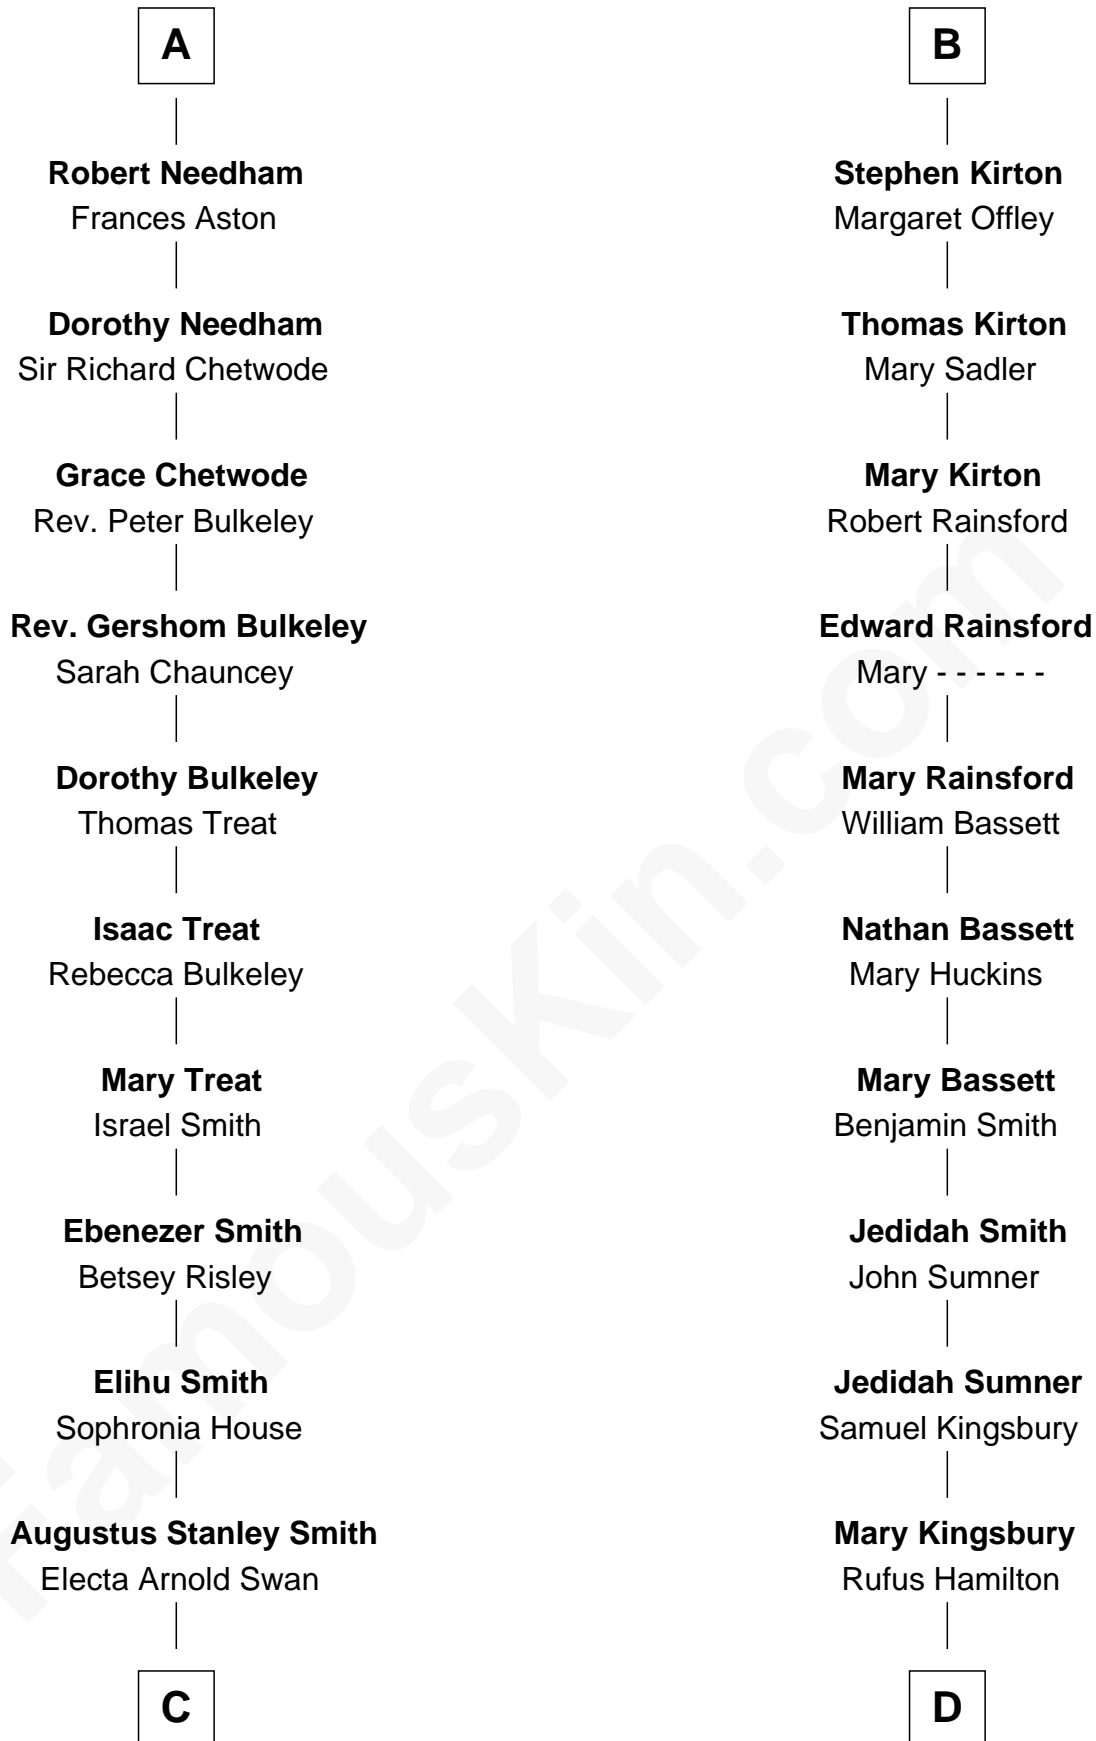 A
Robert Needham
Frances Aston
Dorothy Needham
Sir Richard Chetwode
Grace Chetwode
Rev. Peter Bulkeley
Rev. Gershom Bulkeley
Sarah Chauncey
Dorothy Bulkeley
Thomas Treat
Isaac Treat
Rebecca Bulkeley
Mary Treat
Israel Smith
Ebenezer Smith
Betsey Risley
Elihu Smith
Sophronia House
Augustus Stanley Smith
Electa Arnold Swan
C
B
Stephen Kirton
Margaret Offley
Thomas Kirton
Mary Sadler
Mary Kirton
Robert Rainsford
Edward Rainsford
Mary - - - - - -
Mary Rainsford
William Bassett
Nathan Bassett
Mary Huckins
Mary Bassett
Benjamin Smith
Jedidah Smith
John Sumner
Jedidah Sumner
Samuel Kingsbury
Mary Kingsbury
Rufus Hamilton
D
FamousKin.com